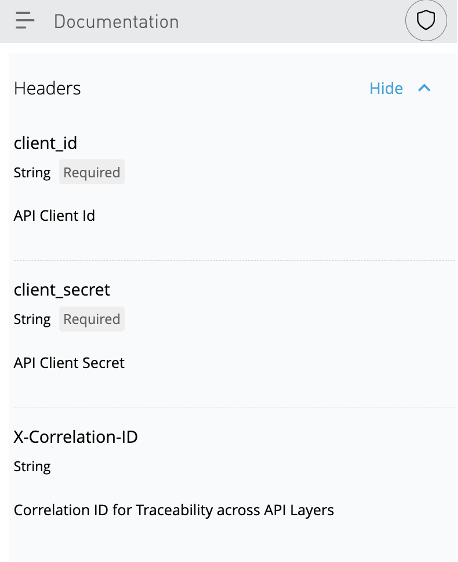 Documentation
Headers
Hide
client_id
String Required
API Client Id
client_secret
String Required
API Client Secret
X-Correlation-ID
String
Correlation ID for Traceability across API Layers